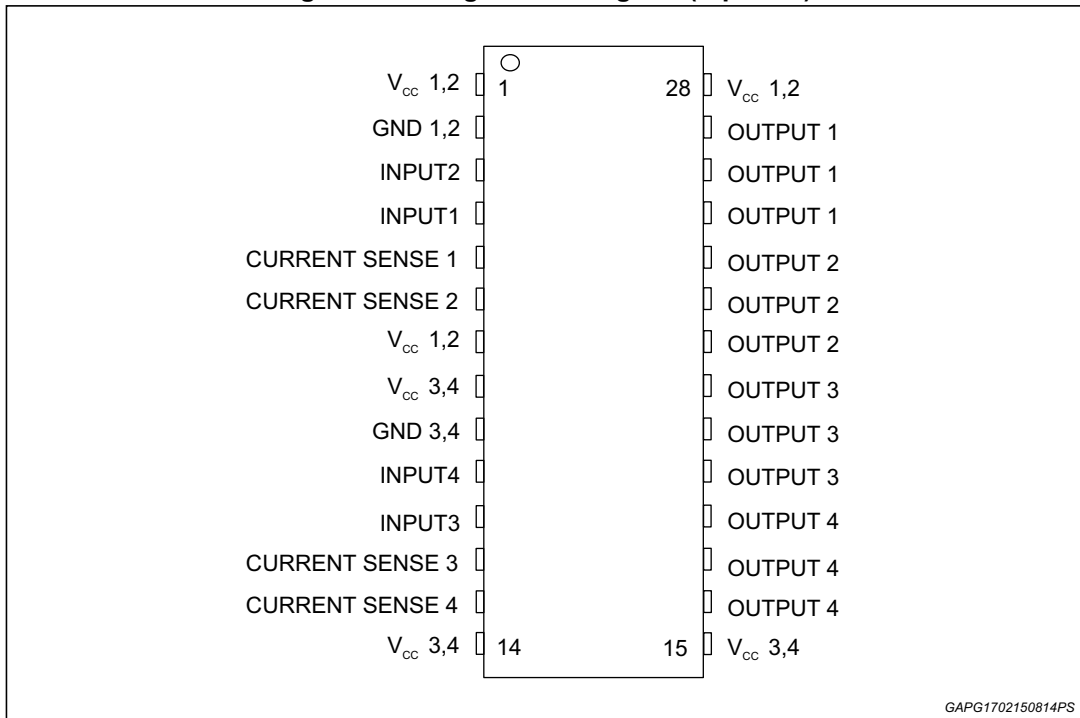 V_cc 1,2 1 28 V_cc 1,2
GND 1,2 OUTPUT 1
INPUT2 OUTPUT 1
INPUT1 OUTPUT 1
CURRENT SENSE 1 OUTPUT 2
CURRENT SENSE 2 OUTPUT 2
V_cc 1,2 OUTPUT 2
V_cc 3,4 OUTPUT 3
GND 3,4 OUTPUT 3
INPUT4 OUTPUT 3
INPUT3 OUTPUT 4
CURRENT SENSE 3 OUTPUT 4
CURRENT SENSE 4 OUTPUT 4
V_cc 3,4 14 15 V_cc 3,4
GAPG1702150814PS